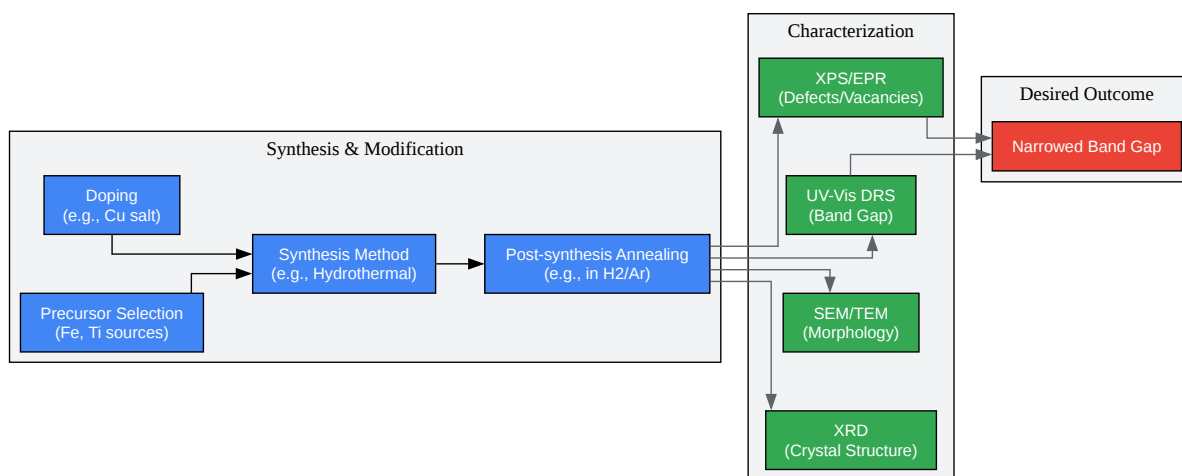 Synthesis & Modification
Doping
(e.g., Cu salt)
Precursor Selection
(Fe, Ti sources)
Synthesis Method
(e.g., Hydrothermal)
Post-synthesis Annealing
(e.g., in H2/Ar)
Characterization
XPS/EPR
(Defects/Vacancies)
UV-Vis DRS
(Band Gap)
SEM/TEM
(Morphology)
XRD
(Crystal Structure)
Desired Outcome
Narrowed Band Gap